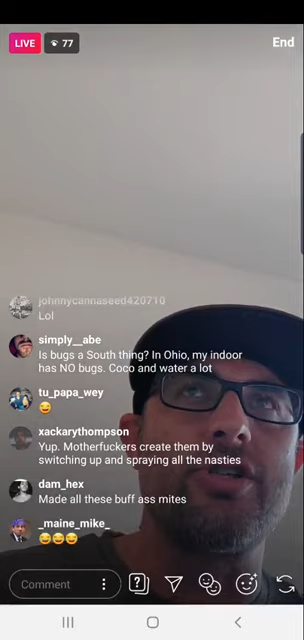 LIVE 77 End
johnnycannaseed420710
Lol
simply__abe
Is bugs a South thing? In Ohio, my indoor
has NO bugs. Coco and water a lot
tu_papa_wey
xackarythompson
Yup. Motherfuckers create them by
switching up and spraying all the nasties
dam_hex
Made all these buff ass mites
_maine_mike_
Comment